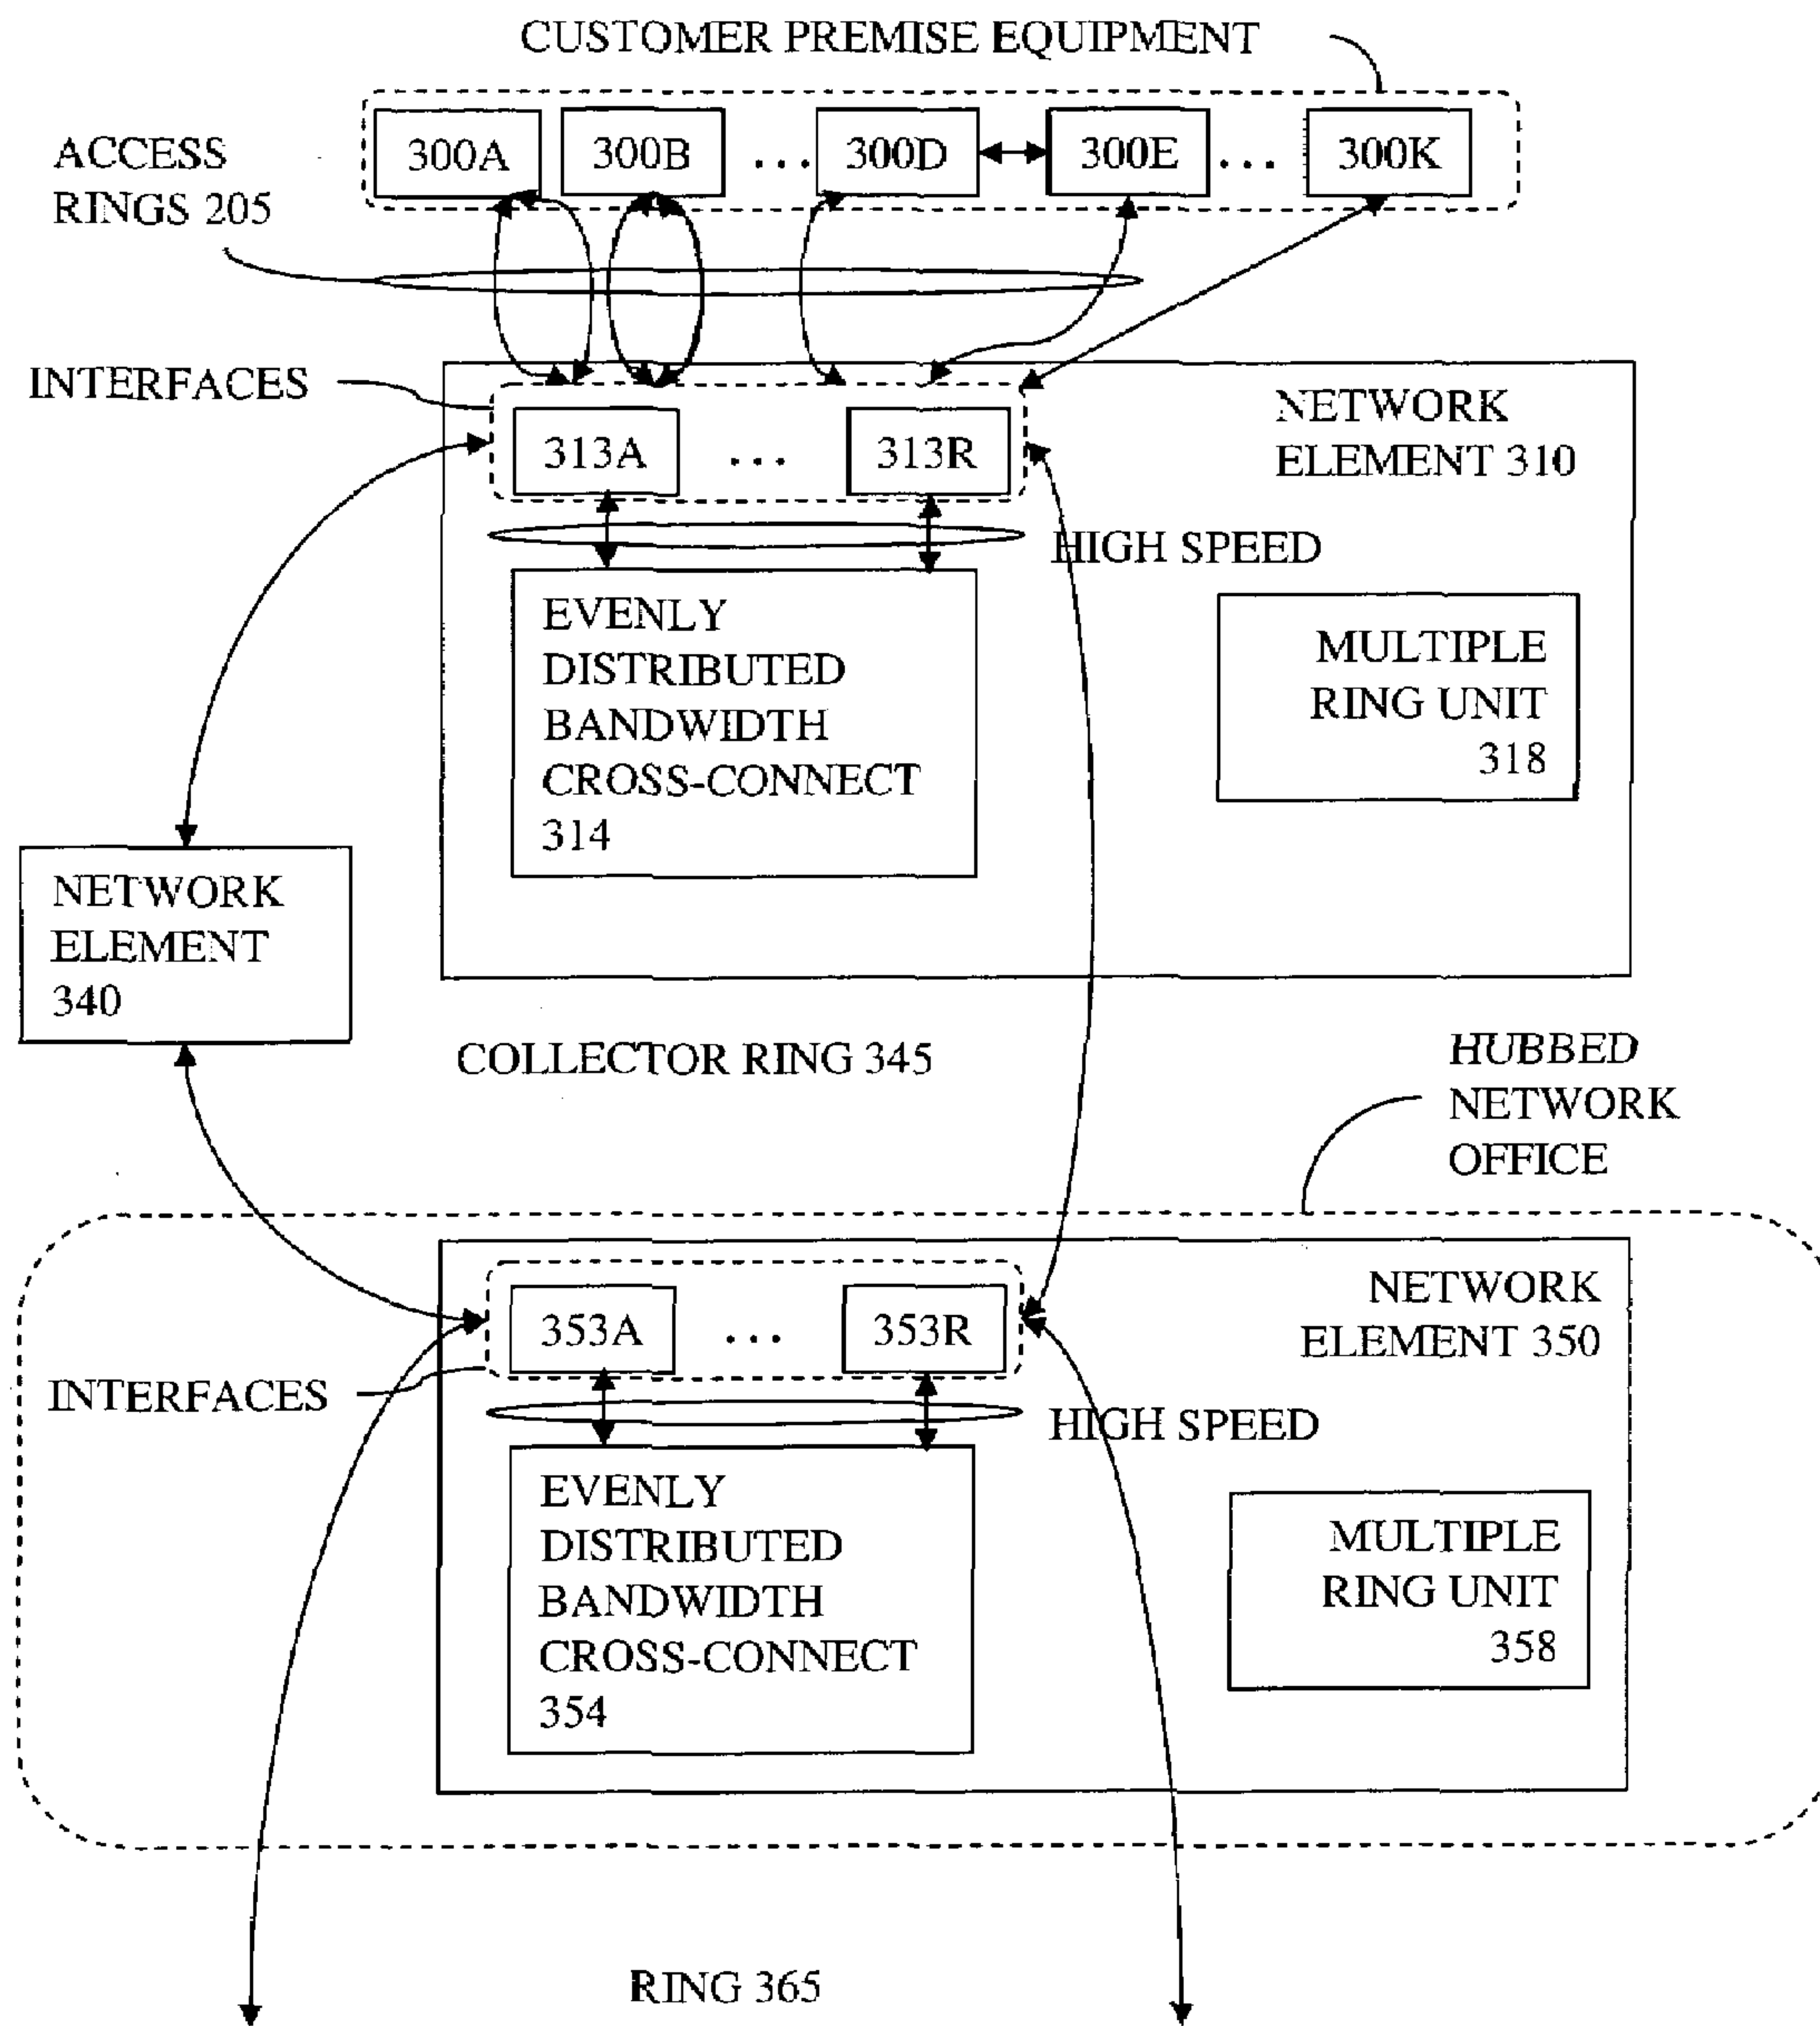 CUSTOMER PREMISE EQUIPMENT
ACCESS
RINGS 205
300A
300B
...
300D
300E
...
300K
INTERFACES
313A
...
313R
NETWORK
ELEMENT 310
HIGH SPEED
EVENLY
DISTRIBUTED
BANDWIDTH
CROSS-CONNECT
314
MULTIPLE
RING UNIT
318
NETWORK
ELEMENT
340
COLLECTOR RING 345
HUBBED
NETWORK
OFFICE
353A
...
353R
NETWORK
ELEMENT 350
INTERFACES
HIGH SPEED
EVENLY
DISTRIBUTED
BANDWIDTH
CROSS-CONNECT
354
MULTIPLE
RING UNIT
358
RING 365